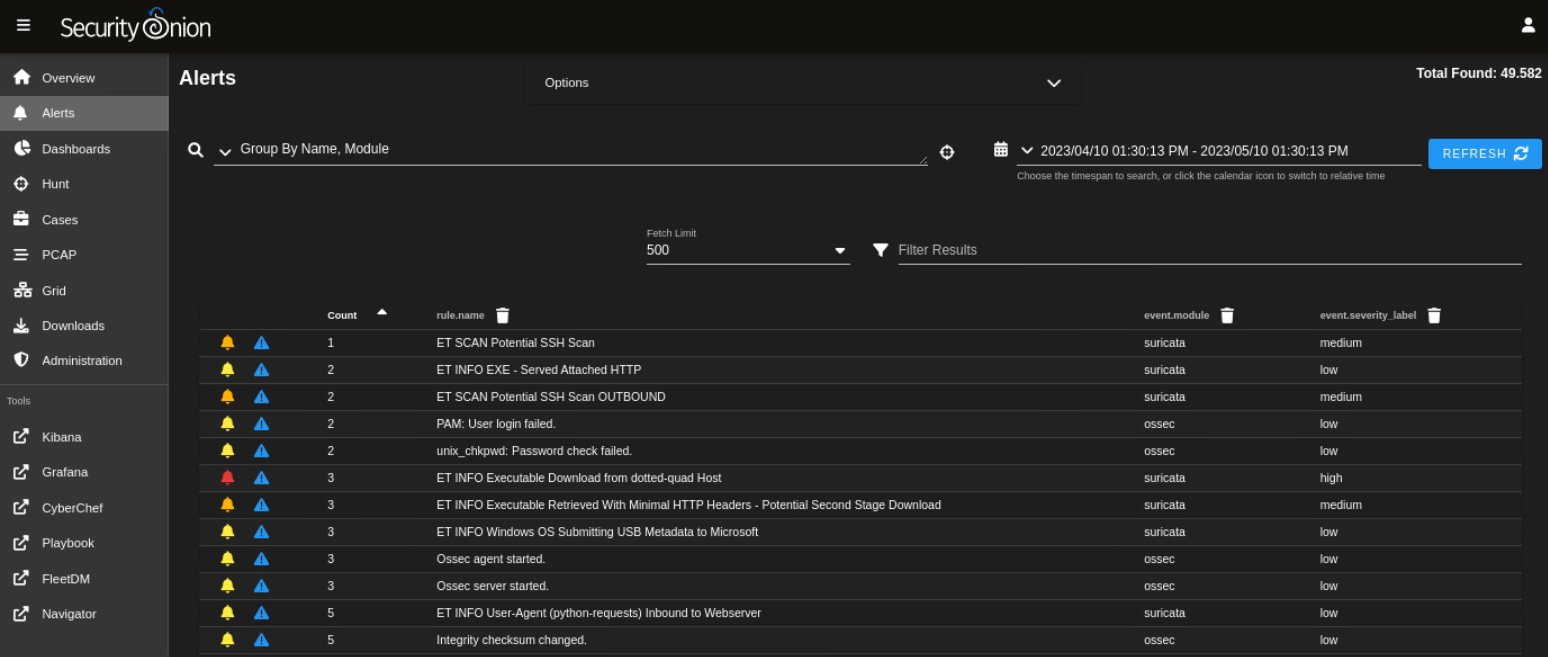 Security Onion
Overview
Alerts
Dashboards
Hunt
Cases
PCAP
Grid
Downloads
Administration
Tools
Kibana
Grafana
CyberChef
Playbook
FleetDM
Navigator
Alerts
Options
Total Found: 49.582
Group By Name, Module
2023/04/10 01:30:13 PM - 2023/05/10 01:30:13 PM
REFRESH
Choose the timespan to search, or click the calendar icon to switch to relative time
Fetch Limit
500
Filter Results
Count rule.name event.module event.severity_label
1 ET SCAN Potential SSH Scan suricata medium
2 ET INFO EXE - Served Attached HTTP suricata low
2 ET SCAN Potential SSH Scan OUTBOUND suricata medium
2 PAM: User login failed. ossec low
2 unix_chkpwd: Password check failed. ossec low
3 ET INFO Executable Download from dotted-quad Host suricata high
3 ET INFO Executable Retrieved With Minimal HTTP Headers - Potential Second Stage Download suricata medium
3 ET INFO Windows OS Submitting USB Metadata to Microsoft suricata low
3 Ossec agent started. ossec low
3 Ossec server started. ossec low
5 ET INFO User-Agent (python-requests) Inbound to Webserver suricata low
5 Integrity checksum changed. ossec low